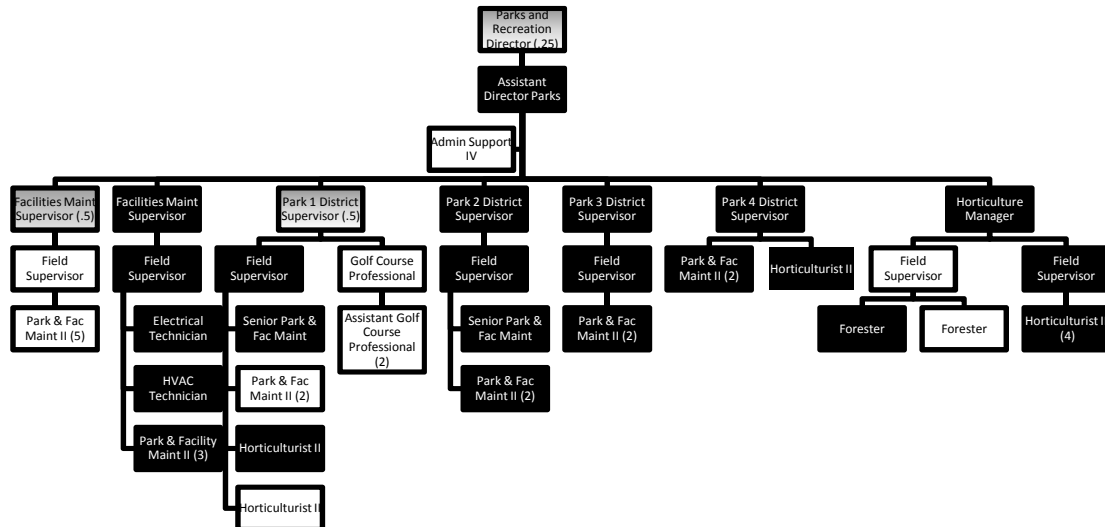 Parks and
Recreation
Director (.25)
Assistant
Director Parks
Admin Support
IV
Facilities Maint
Supervisor (.5)
Facilities Maint
Supervisor
Park 1 District
Supervisor (.5)
Park 2 District
Supervisor
Park 3 District
Supervisor
Park 4 District
Supervisor
Horticulture
Manager
Field
Supervisor
Field
Supervisor
Field
Supervisor
Golf Course
Professional
Field
Supervisor
Field
Supervisor
Park & Fac
Maint II (2)
Horticulturist II
Field
Supervisor
Field
Supervisor
Park & Fac
Maint II (5)
Electrical
Technician
Senior Park &
Fac Maint
Assistant Golf
Course
Professional
(2)
Senior Park &
Fac Maint
Park & Fac
Maint II (2)
Forester
Forester
Horticulturist I
(4)
HVAC
Technician
Park & Fac
Maint II (2)
Park & Fac
Maint II (2)
Park & Facility
Maint II (3)
Horticulturist II
Horticulturist II